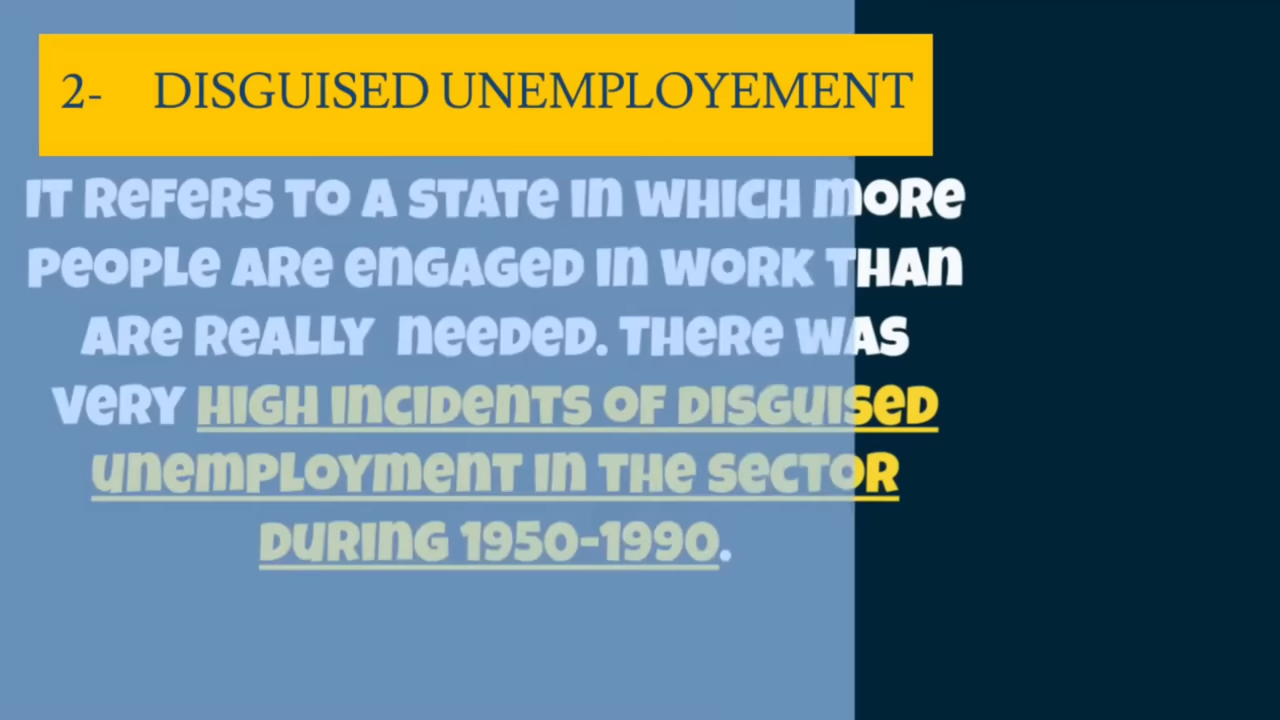 2- DISGUISED UNEMPLOYEMENT
IT REFERS TO A STATE IN WHICH MORE
PEOPLE ARE ENGAGED IN WORK THAN
ARE REALLY NEEDED. THERE WAS
VERY HIGH INCIDENTS OF DISGUISED
UNEMPLOYMENT IN THE SECTOR
DURING 1950-1990.